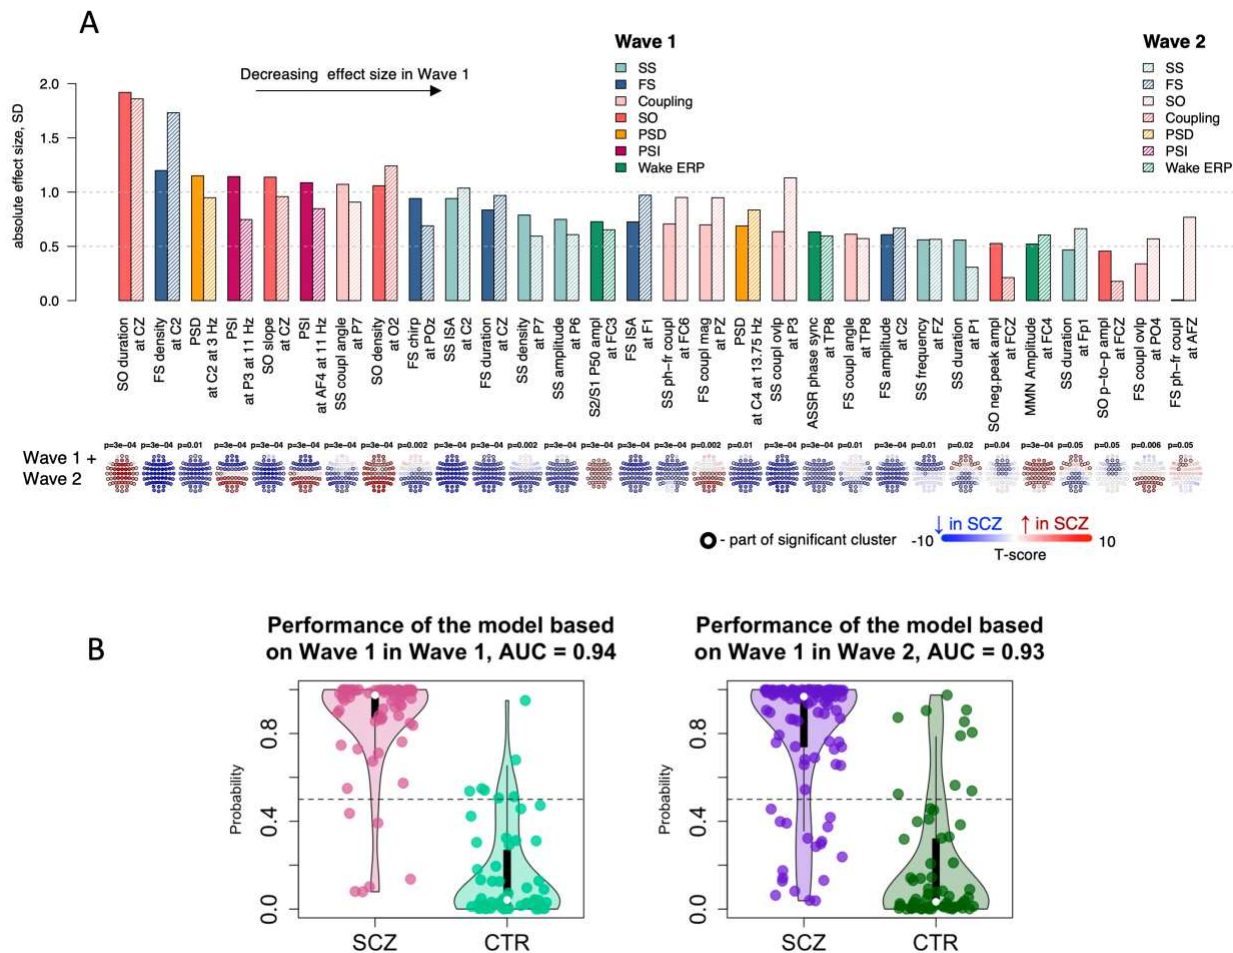 A
Wave 1
SS
FS
Coupling
SO
PSD
PSI
Wake ERP
Wave 2
SS
FS
SO
Coupling
PSD
PSI
Wake ERP
Decreasing effect size in Wave 1
absolute effect size, SD
2.0
1.5
1.0
0.5
0.0
SO duration
at CZ
FS density
at C2
PSD
at C2 at 3 Hz
PSI
at P3 at 11 Hz
SO slope
at CZ
PSI
at AF4 at 11 Hz
SS coupl angle
at P7
SO density
at O2
FS chirp
at POz
SS ISA
at C2
FS duration
at CZ
SS density
at P7
SS amplitude
at P6
S2/S1 P50 ampl
at FC3
FS ISA
at F1
SS ph-fr coupl
at FC6
FS coupl mag
at PZ
PSD
at C4 at 13.75 Hz
SS coupl ovlp
at P3
ASSR phase sync
at TP8
FS coupl angle
at TP8
FS amplitude
at C2
SS frequency
at FZ
SS duration
at P1
SO neg.peak ampl
at FCZ
MMN Amplitude
at FC4
SS duration
at Fp1
SO p-to-p ampl
at FCZ
FS coupl ovlp
at PO4
FS ph-fr coupl
at AFZ
p=3e-04 p=3e-04 p=0.01 p=3e-04 p=3e-04 p=3e-04 p=3e-04 p=3e-04 p=0.002 p=3e-04 p=3e-04 p=0.002 p=3e-04 p=3e-04 p=3e-04 p=3e-04 p=0.002 p=0.01 p=3e-04 p=3e-04 p=0.01 p=3e-04 p=0.01 p=0.02 p=0.04 p=3e-04 p=0.05 p=0.05 p=0.006 p=0.05
Wave 1 +
Wave 2
- part of significant cluster
↓ in SCZ ↑ in SCZ
-10 10
T-score
B
Performance of the model based
on Wave 1 in Wave 1, AUC = 0.94
Probability
0.8
0.4
0.0
SCZ CTR
Performance of the model based
on Wave 1 in Wave 2, AUC = 0.93
Probability
0.8
0.4
0.0
SCZ CTR